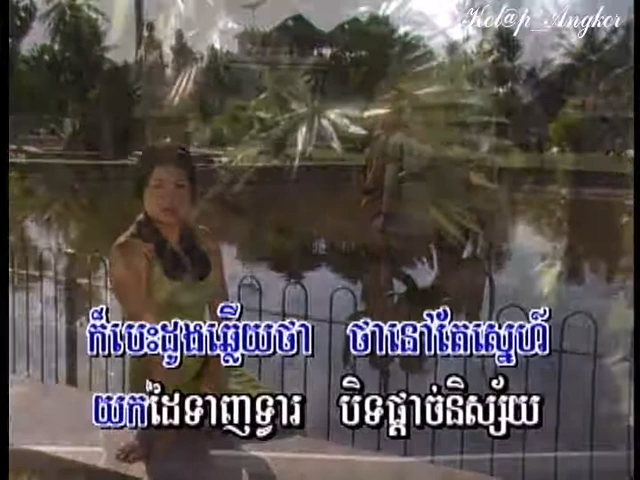 Kol@p_Angkor
ក៏បេះដូងឆ្លើយថា ថានៅតែស្នេហ៍
យកដៃទាញទ្វារ បិទផ្ដាច់និស្ស័យ